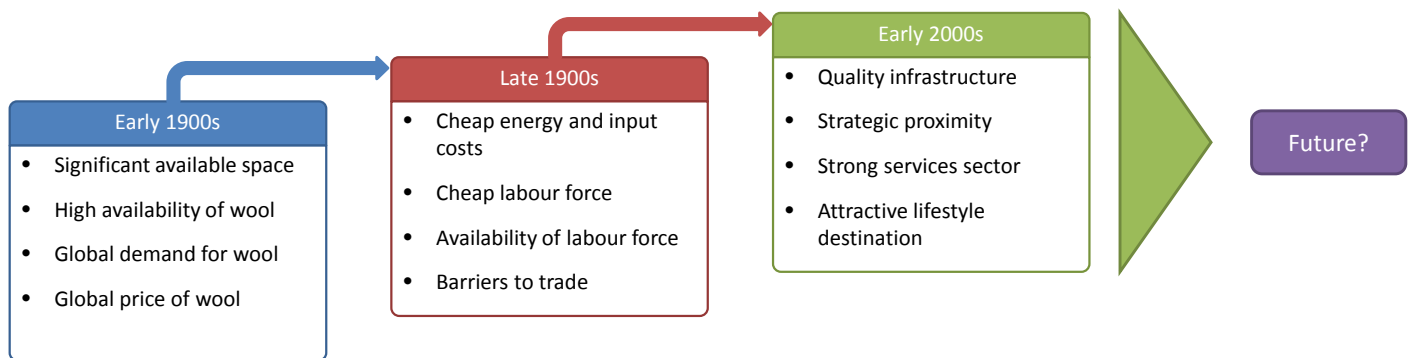 Early 1900s
• Significant available space
• High availability of wool
• Global demand for wool
• Global price of wool
Late 1900s
• Cheap energy and input
costs
• Cheap labour force
• Availability of labour force
• Barriers to trade
Early 2000s
• Quality infrastructure
• Strategic proximity
• Strong services sector
• Attractive lifestyle
destination
Future?